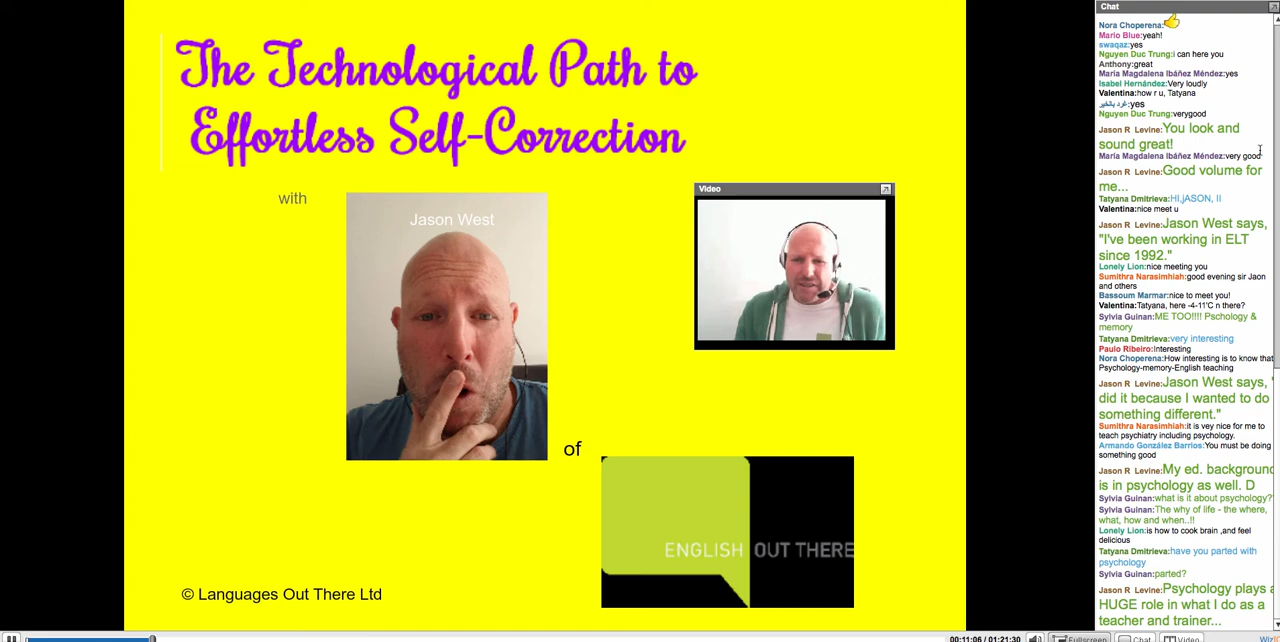 The Technological Path to
Effortless Self-Correction
with
Jason West
Video
of
ENGLISH OUT THERE
© Languages Out There Ltd
Chat
Nora Choperena:
Mario Blue:yeah!
swaqaz:yes
Nguyen Duc Trung:i can here you
Anthony:great
María Magdalena Ibáñez Méndez:yes
Isabel Hernández:Very loudly
Valentina:how r u, Tatyana
غرد بالخير:yes
Nguyen Duc Trung:verygood
Jason R Levine:You look and
sound great!
María Magdalena Ibáñez Méndez:very good
Jason R Levine:Good volume for
me...
Tatyana Dmitrieva:HI,jASON, II
Valentina:nice meet u
Jason R Levine:Jason West says,
"I've been working in ELT
since 1992."
Lonely Lion:nice meeting you
Sumithra Narasimhiah:good evening sir Jaon
and others
Bassoum Marmar:nice to meet you!
Valentina:Tatyana, here -4-11'C n there?
Sylvia Guinan:ME TOO!!!! Pschology &
memory
Tatyana Dmitrieva:very interesting
Paulo Ribeiro:Interesting
Nora Choperena:How interesting is to know that
Psychology-memory-English teaching
Jason R Levine:Jason West says, "
did it because I wanted to do
something different."
Sumithra Narasimhiah:it is vey nice for me to
teach psychiatry including psychology.
Armando González Barrios:You must be doing
something good
Jason R Levine:My ed. background
is in psychology as well. D
Sylvia Guinan:what is it about psychology?
Sylvia Guinan:The why of life - the where,
what, how and when..!!
Lonely Lion:is how to cook brain ,and feel
delicious
Tatyana Dmitrieva:have you parted with
psychology
Sylvia Guinan:parted?
Jason R Levine:Psychology plays a
HUGE role in what I do as a
teacher and trainer...
00:11:06 / 01:21:30
Fullscreen
Chat
Video